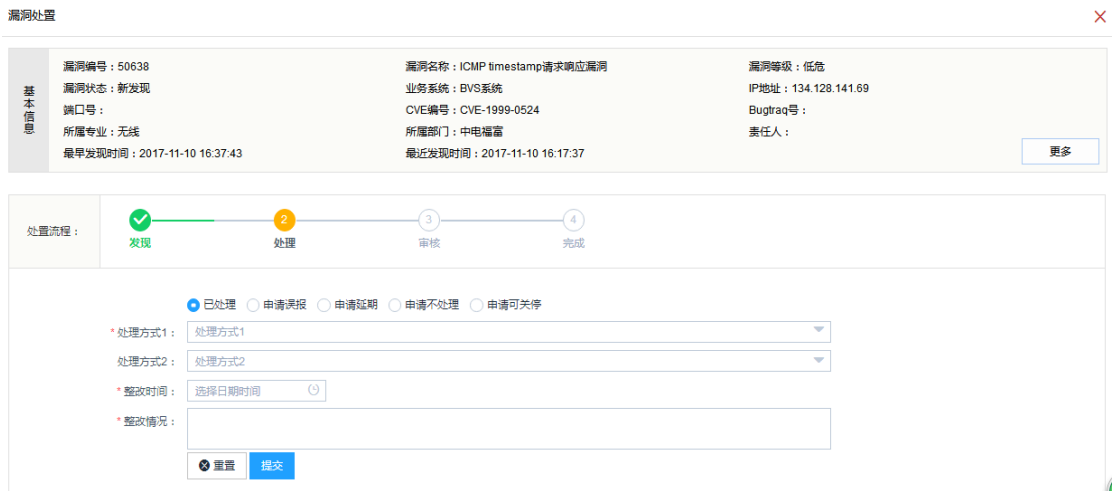 漏洞处置
基本信息
漏洞编号：50638 漏洞名称：ICMP timestamp请求响应漏洞 漏洞等级：低危
漏洞状态：新发现 业务系统：BVS系统 IP地址：134.128.141.69
端口号： CVE编号：CVE-1999-0524 Bugtraq号：
所属专业：无线 所属部门：中电福富 责任人：
最早发现时间：2017-11-10 16:37:43 最近发现时间：2017-11-10 16:17:37
更多
处置流程：
2 3 4
发现 处理 审核 完成
已处理 申请误报 申请延期 申请不处理 申请可关停
* 处理方式1： 处理方式1
处理方式2： 处理方式2
* 整改时间： 选择日期时间
* 整改情况：
重置 提交